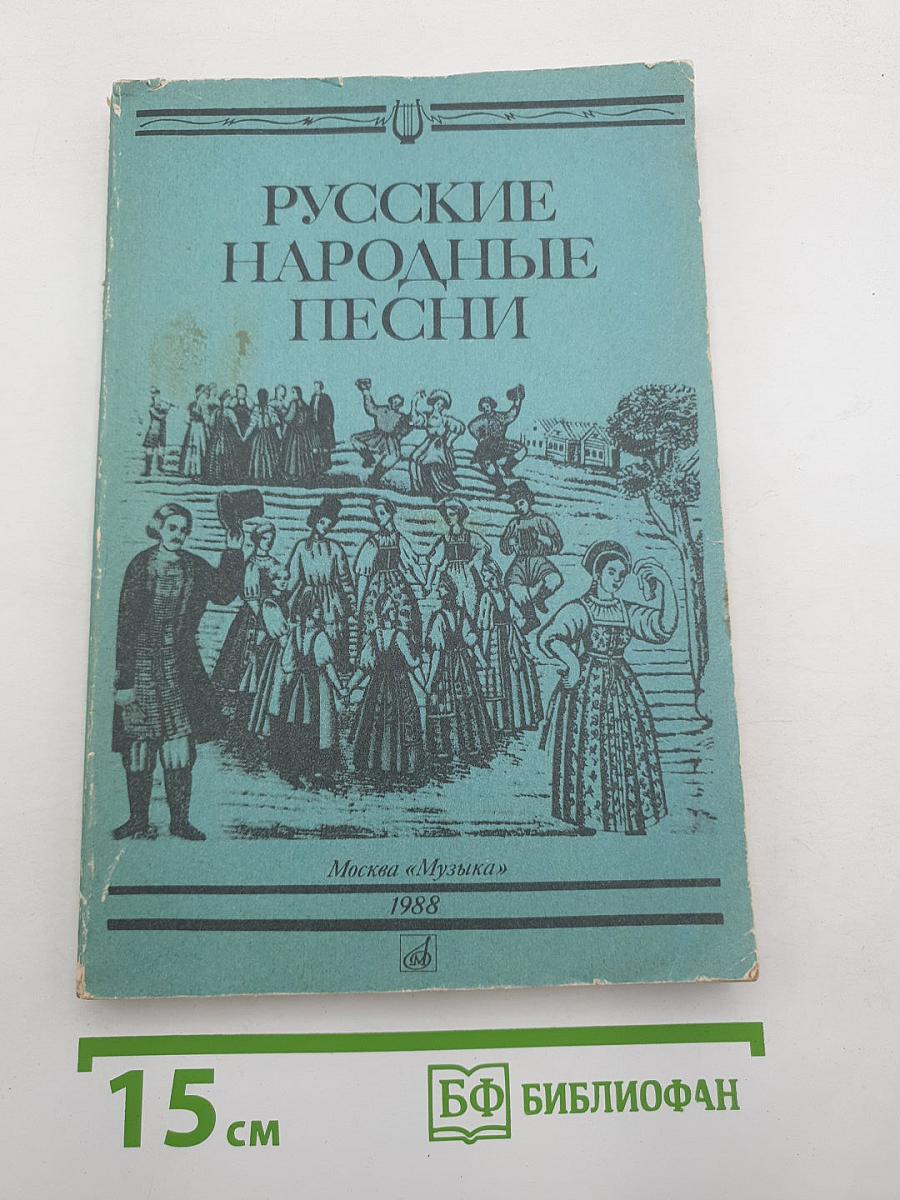 РУССКИЕ
НАРОДНЫЕ
ПЕСНИ
Москва «Музыка»
1988
15 см
БФ БИБЛИОФАН